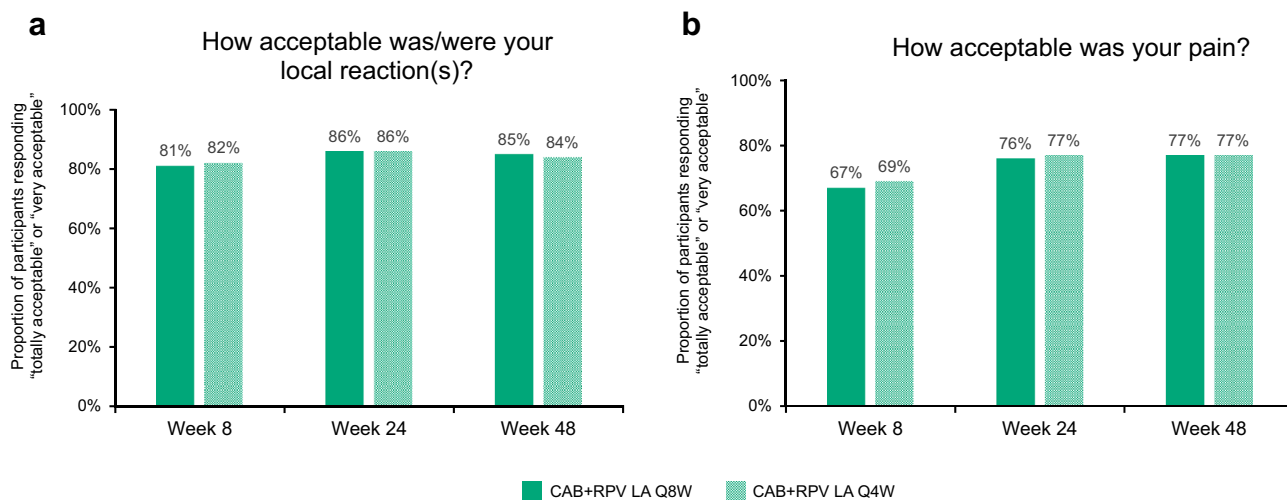 a
How acceptable was/were your
local reaction(s)?
Proportion of participants responding
“totally acceptable” or “very acceptable”
100%
80%
60%
40%
20%
0%
81%
82%
86%
86%
85%
84%
Week 8
Week 24
Week 48
b
How acceptable was your pain?
Proportion of participants responding
“totally acceptable” or “very acceptable”
100%
80%
60%
40%
20%
0%
67%
69%
76%
77%
77%
77%
Week 8
Week 24
Week 48
CAB+RPV LA Q8W
CAB+RPV LA Q4W